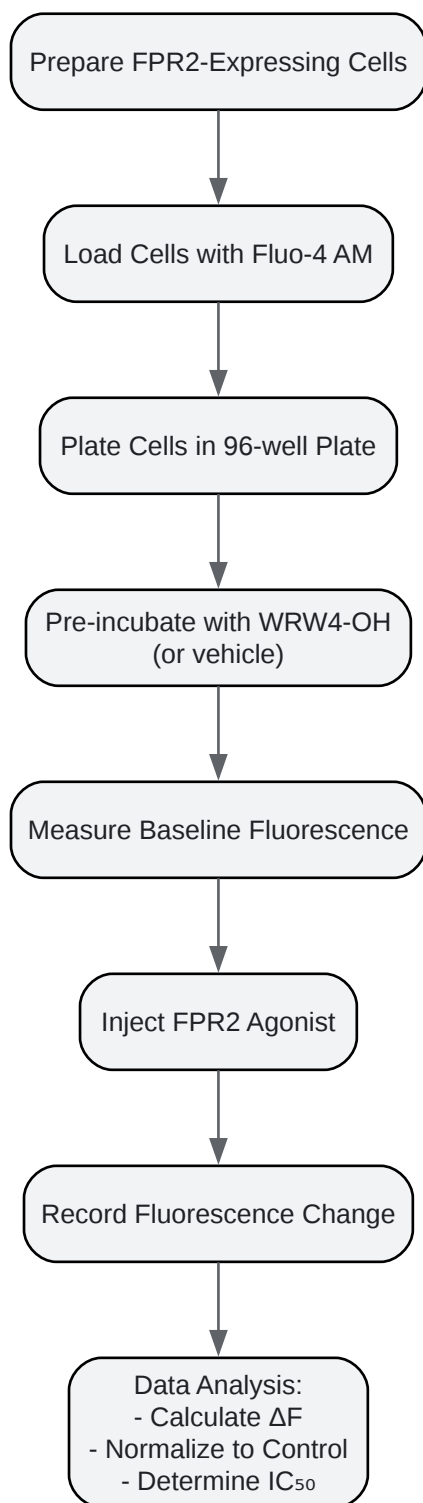 Prepare FPR2-Expressing Cells
Load Cells with Fluo-4 AM
Plate Cells in 96-well Plate
Pre-incubate with WRW4-OH
(or vehicle)
Measure Baseline Fluorescence
Inject FPR2 Agonist
Record Fluorescence Change
Data Analysis:
- Calculate ΔF
- Normalize to Control
- Determine IC₅₀